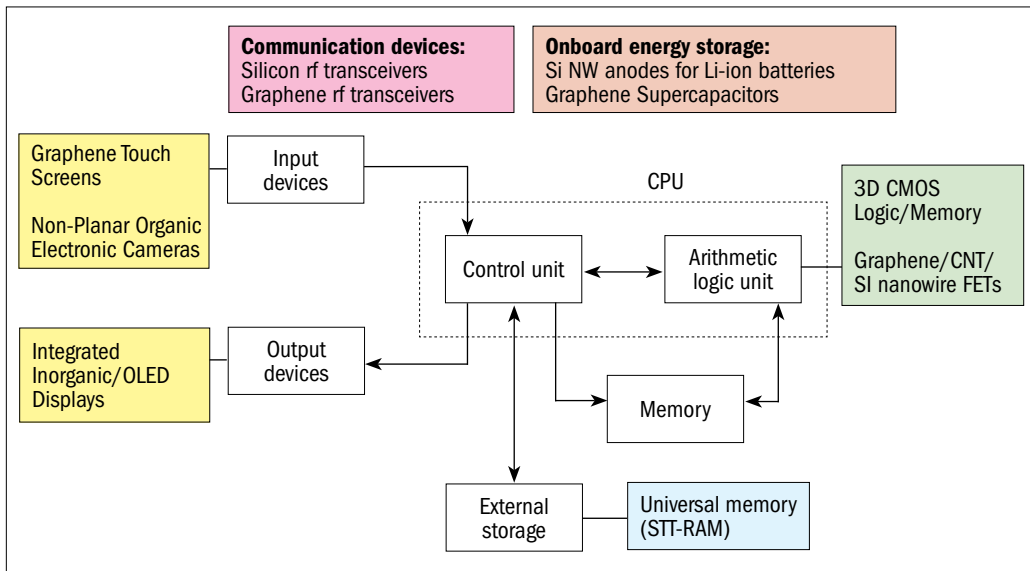 Communication devices:
Silicon rf transceivers
Graphene rf transceivers
Onboard energy storage:
Si NW anodes for Li-ion batteries
Graphene Supercapacitors
Graphene Touch
Screens
Non-Planar Organic
Electronic Cameras
Input
devices
CPU
Control unit
Arithmetic
logic unit
3D CMOS
Logic/Memory
Graphene/CNT/
SI nanowire FETs
Integrated
Inorganic/OLED
Displays
Output
devices
Memory
External
storage
Universal memory
(STT-RAM)